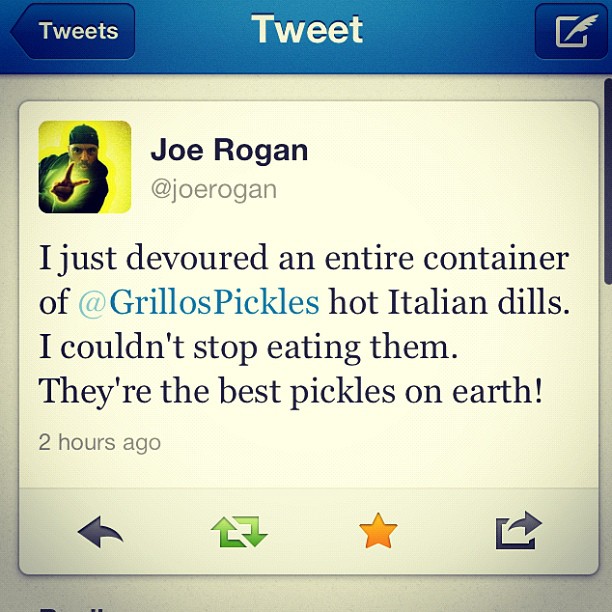 Tweets
Tweet
Joe Rogan
@joerogan
I just devoured an entire container
of @GrillosPickles hot Italian dills.
I couldn't stop eating them.
They're the best pickles on earth!
2 hours ago